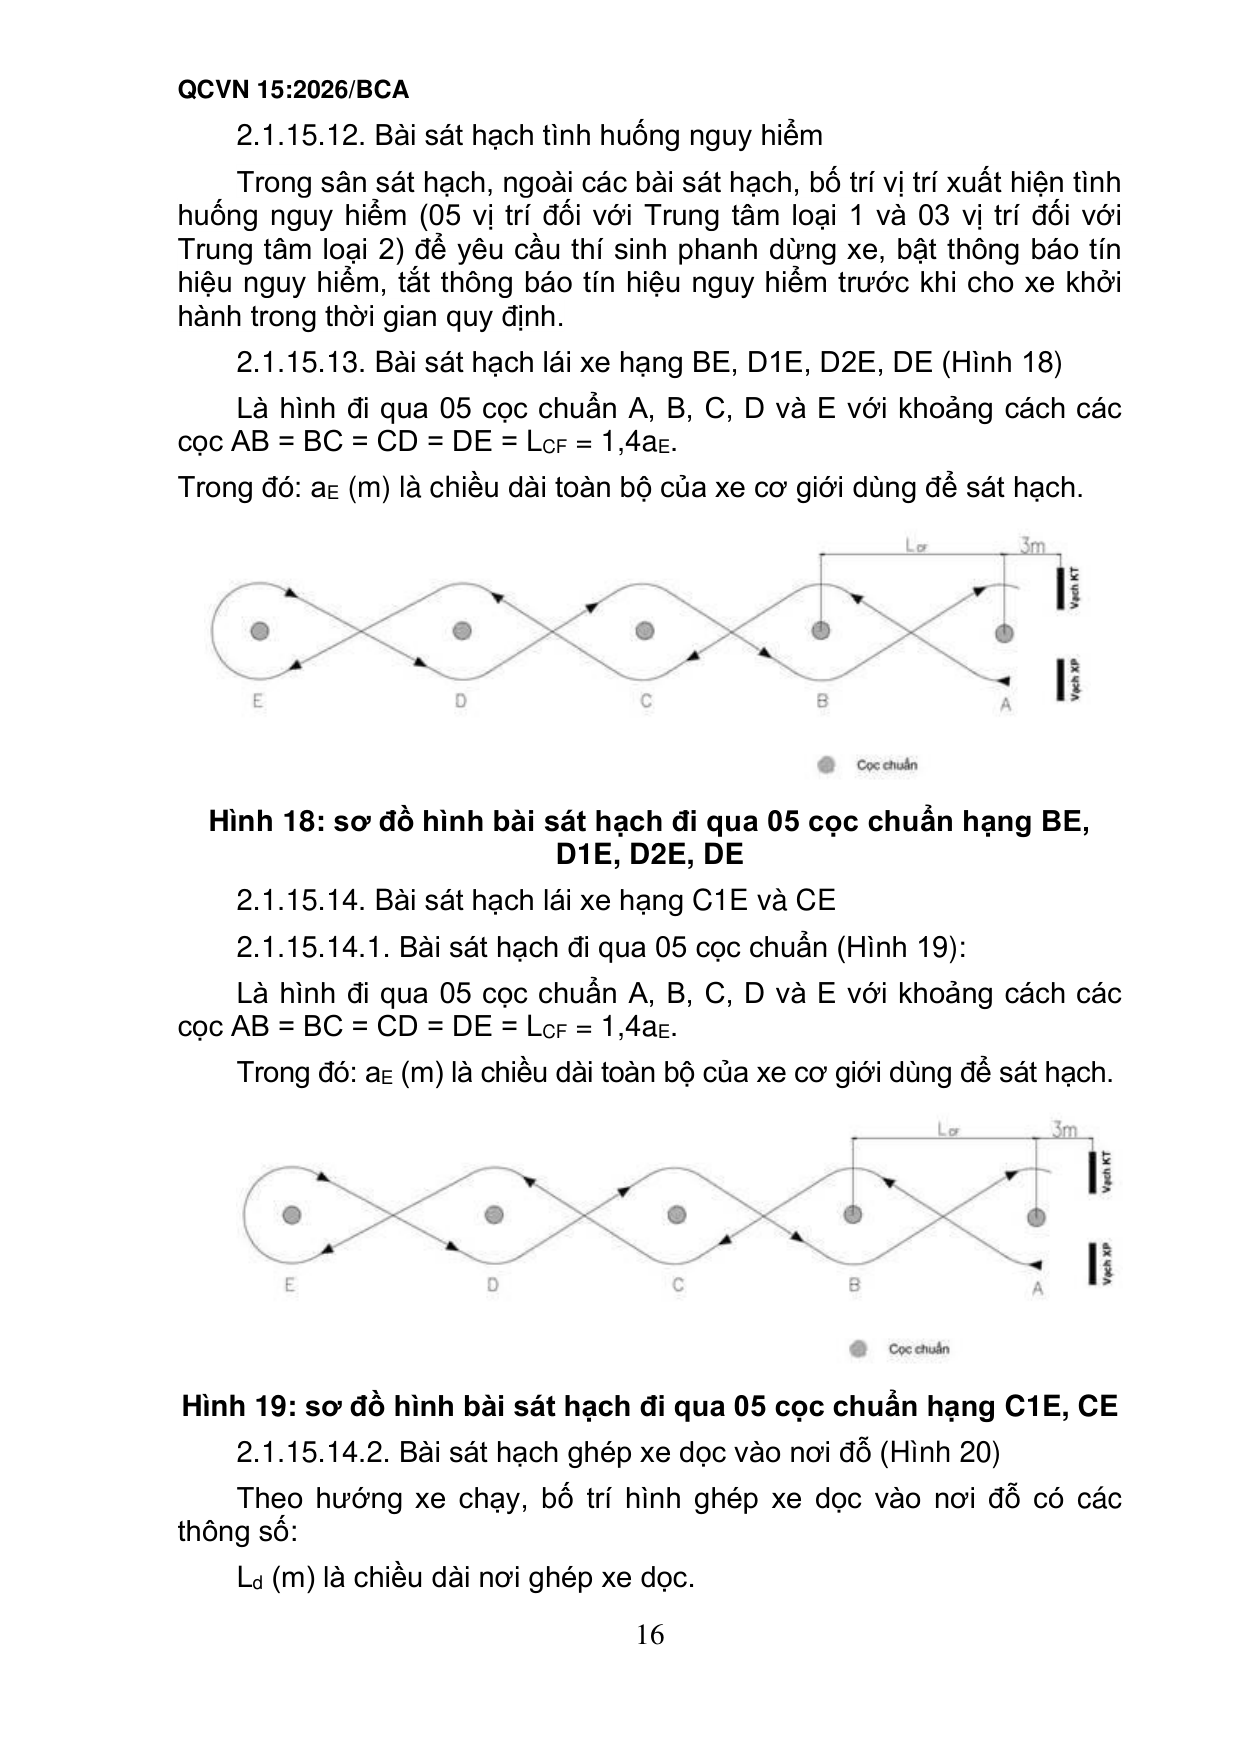 QCVN 15:2026/BCA
2.1.15.12. Bài sát hạch tình huống nguy hiểm
Trong sân sát hạch, ngoài các bài sát hạch, bố trí vị trí xuất hiện tình
huống nguy hiểm (05 vị trí đối với Trung tâm loại 1 và 03 vị trí đối với
Trung tâm loại 2) để yêu cầu thí sinh phanh dừng xe, bật thông báo tín
hiệu nguy hiểm, tắt thông báo tín hiệu nguy hiểm trước khi cho xe khởi
hành trong thời gian quy định.
2.1.15.13. Bài sát hạch lái xe hạng BE, D1E, D2E, DE (Hình 18)
Là hình đi qua 05 cọc chuẩn A, B, C, D và E với khoảng cách các
cọc AB = BC = CD = DE = LCF = 1,4aE.
Trong đó: aE (m) là chiều dài toàn bộ của xe cơ giới dùng để sát hạch.
LCF 3m
Vạch KT
Vạch XP
E D C B A
Cọc chuẩn
Hình 18: sơ đồ hình bài sát hạch đi qua 05 cọc chuẩn hạng BE,
D1E, D2E, DE
2.1.15.14. Bài sát hạch lái xe hạng C1E và CE
2.1.15.14.1. Bài sát hạch đi qua 05 cọc chuẩn (Hình 19):
Là hình đi qua 05 cọc chuẩn A, B, C, D và E với khoảng cách các
cọc AB = BC = CD = DE = LCF = 1,4aE.
Trong đó: aE (m) là chiều dài toàn bộ của xe cơ giới dùng để sát hạch.
LCF 3m
Vạch KT
Vạch XP
E D C B A
Cọc chuẩn
Hình 19: sơ đồ hình bài sát hạch đi qua 05 cọc chuẩn hạng C1E, CE
2.1.15.14.2. Bài sát hạch ghép xe dọc vào nơi đỗ (Hình 20)
Theo hướng xe chạy, bố trí hình ghép xe dọc vào nơi đỗ có các
thông số:
Ld (m) là chiều dài nơi ghép xe dọc.
16